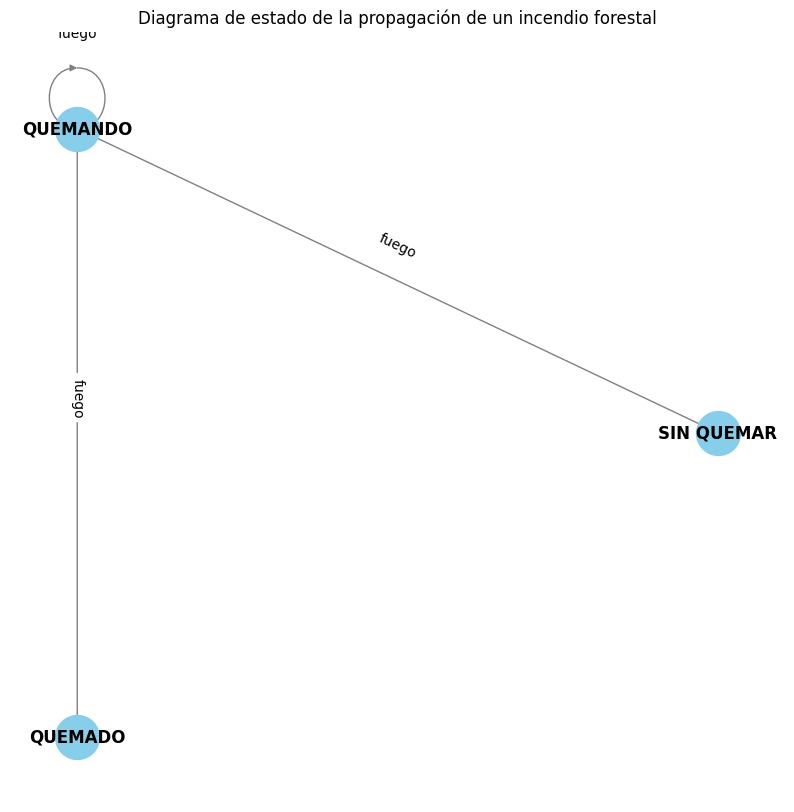 Diagrama de estado de la propagación de un incendio forestal
fuego
QUEMANDO
fuego
fuego
SIN QUEMAR
QUEMADO